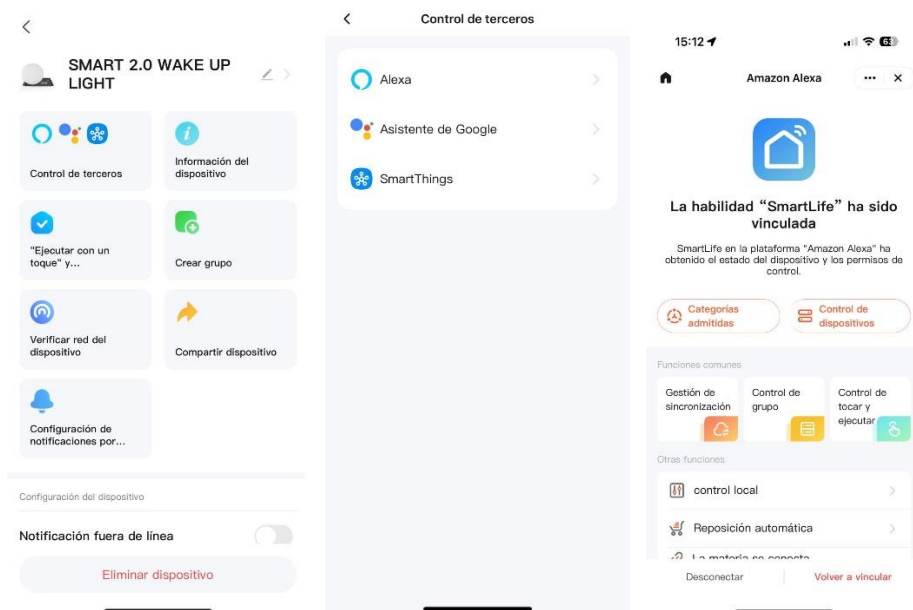 SMART 2.0 WAKE UP
LIGHT
Control de terceros
Información del
dispositivo
"Ejecutar con un
toque" y...
Crear grupo
Verificar red del
dispositivo
Compartir dispositivo
Configuración de
notificaciones por...
Configuración del dispositivo
Notificación fuera de línea
Eliminar dispositivo
Control de terceros
Alexa
Asistente de Google
SmartThings
15:12
63
Amazon Alexa
La habilidad “SmartLife” ha sido
vinculada
SmartLife en la plataforma "Amazon Alexa" ha
obtenido el estado del dispositivo y los permisos de
control.
Categorías
admitidas
Control de
dispositivos
Funciones comunes
Gestión de
sincronización
Control de
grupo
Control de
tocar y
ejecutar
Otras funciones
control local
Reposición automática
La materia se conecta
Desconectar
Volver a vincular